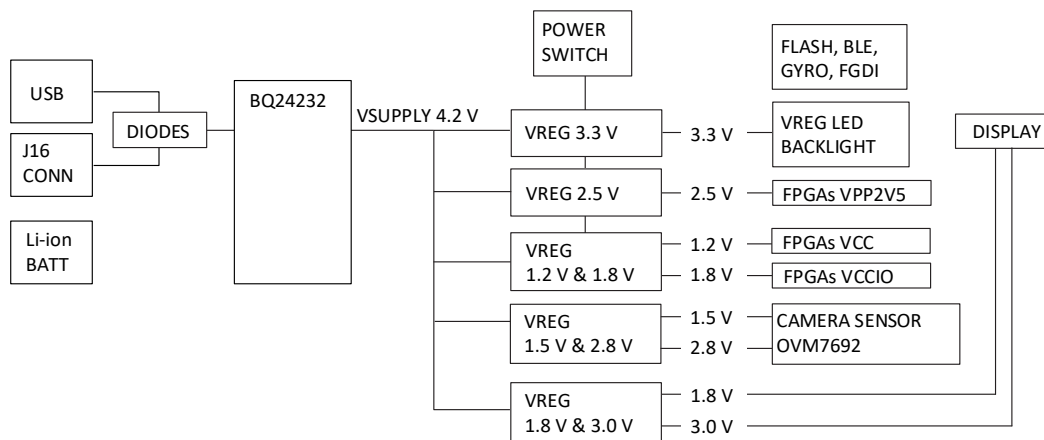 POWER
SWITCH
FLASH, BLE,
GYRO, FGDI
USB
BQ24232
VSUPPLY 4.2 V
DIODES
VREG 3.3 V
3.3 V
VREG LED
BACKLIGHT
DISPLAY
J16
CONN
VREG 2.5 V
2.5 V
FPGAs VPP2V5
Li-ion
BATT
VREG
1.2 V & 1.8 V
1.2 V
FPGAs VCC
1.8 V
FPGAs VCCIO
VREG
1.5 V & 2.8 V
1.5 V
2.8 V
CAMERA SENSOR
OVM7692
VREG
1.8 V & 3.0 V
1.8 V
3.0 V